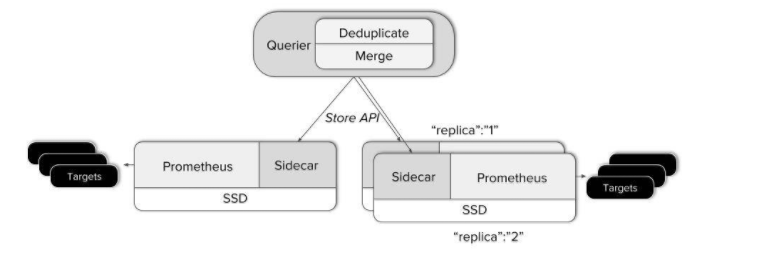 Deduplicate
Querier
Merge
Store API
"replica":"1"
Prometheus
Sidecar
Targets
SSD
Sidecar
Prometheus
Targets
SSD
"replica":"2"